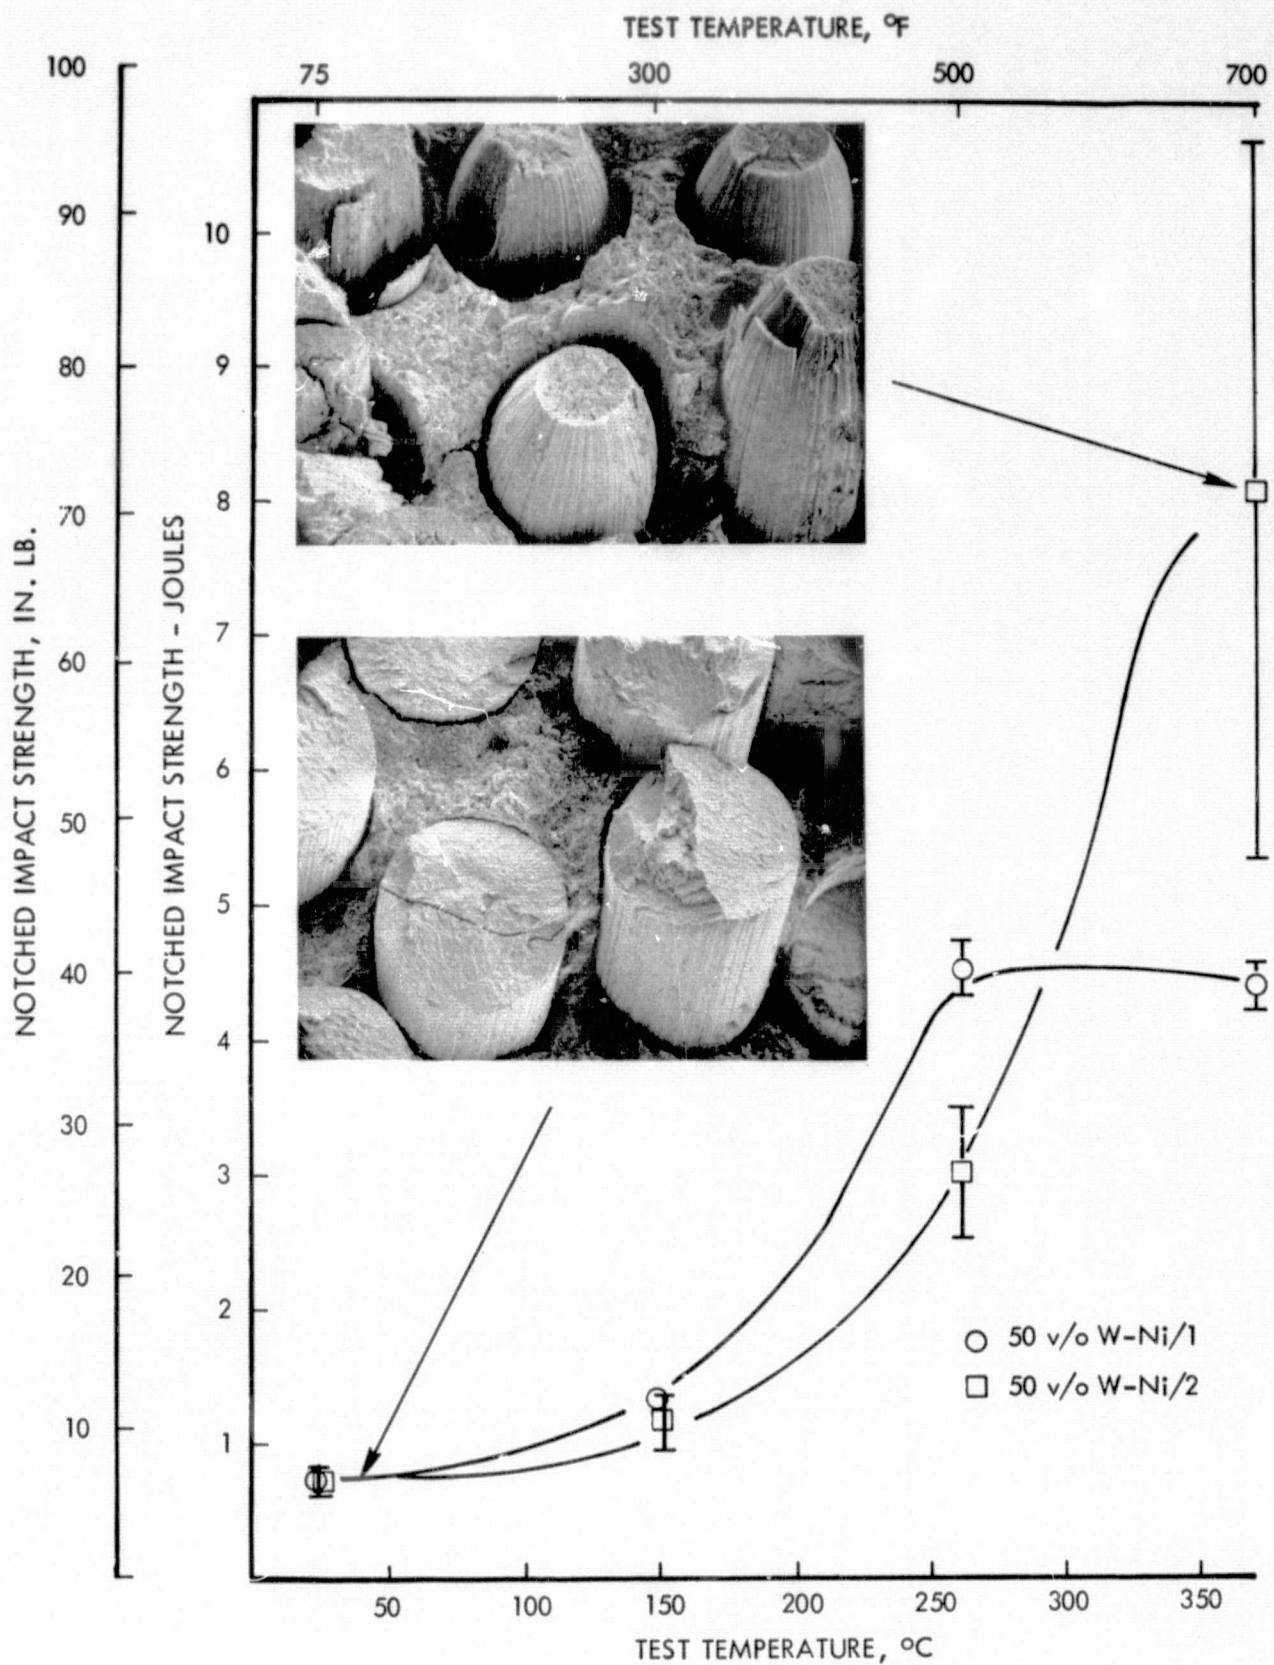 TEST TEMPERATURE, °F
75 300 500 700
100
90
80
70
60
50
40
30
20
10
NOTCHED IMPACT STRENGTH, IN. LB.
10
9
8
7
6
5
4
3
2
1
NOTCHED IMPACT STRENGTH - JOULES
50 v/o W-Ni/1
50 v/o W-Ni/2
50 100 150 200 250 300 350
TEST TEMPERATURE, °C